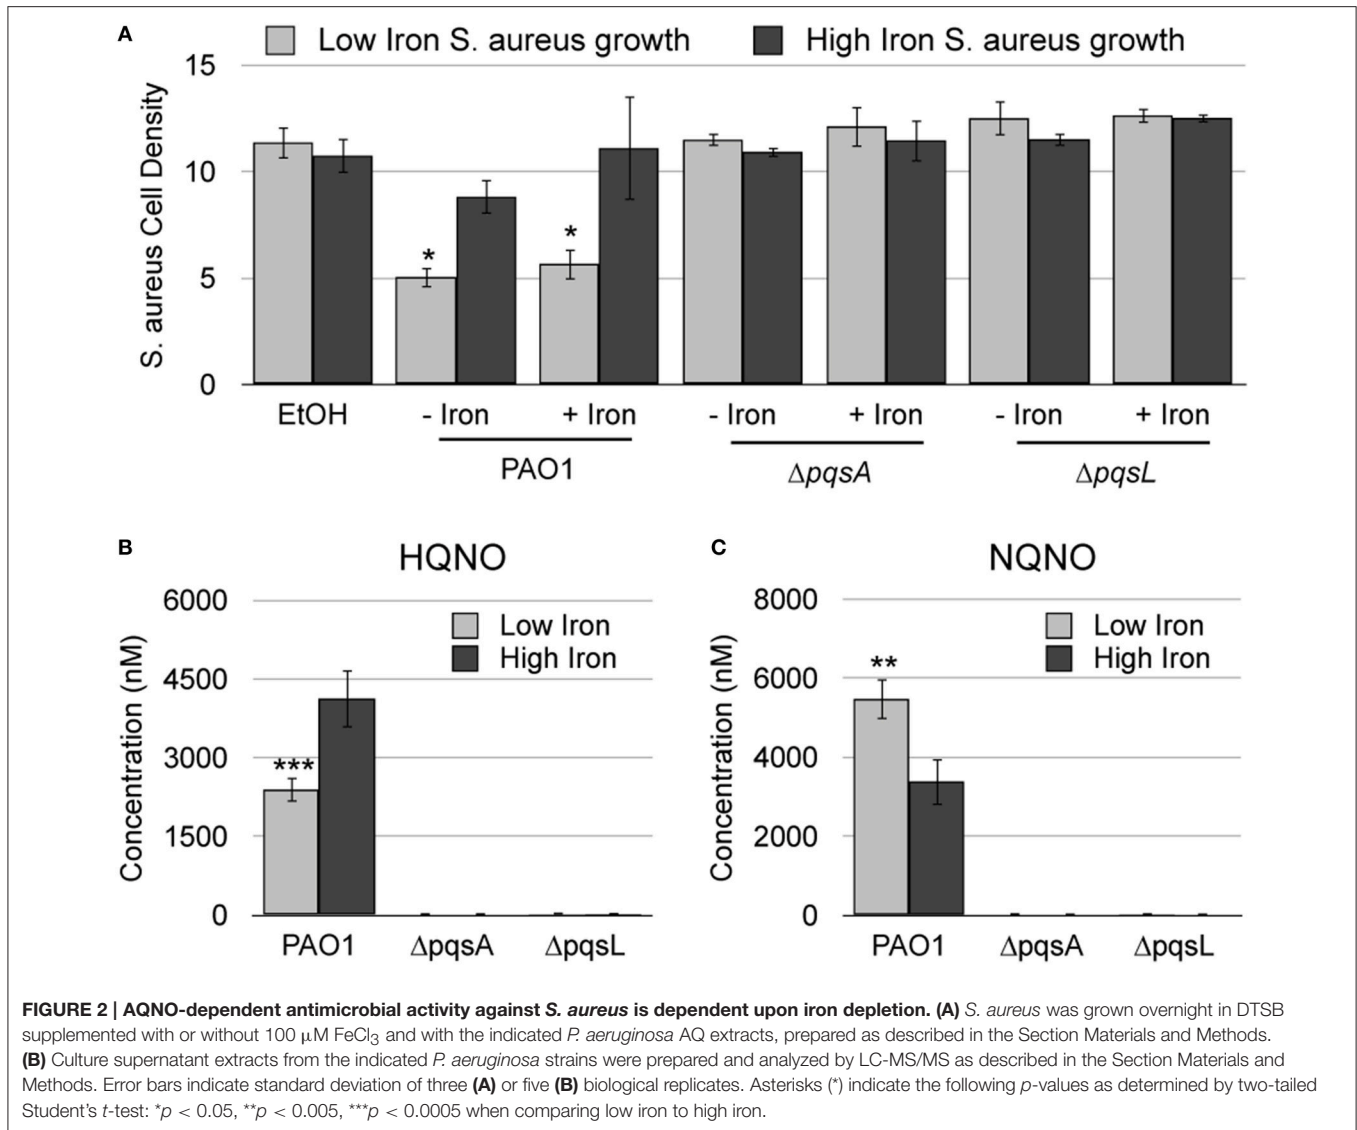 A
Low Iron S. aureus growth
High Iron S. aureus growth
15
10
5
0
S. aureus Cell Density
*
*
EtOH
- Iron
+ Iron
- Iron
+ Iron
- Iron
+ Iron
PAO1
ΔpqsA
ΔpqsL
B
HQNO
6000
4500
3000
1500
0
Concentration (nM)
Low Iron
High Iron
***
PAO1
ΔpqsA
ΔpqsL
C
NQNO
8000
6000
4000
2000
0
Concentration (nM)
Low Iron
High Iron
**
PAO1
ΔpqsA
ΔpqsL
FIGURE 2 | AQNO-dependent antimicrobial activity against S. aureus is dependent upon iron depletion. (A) S. aureus was grown overnight in DTSB
supplemented with or without 100 μM FeCl₃ and with the indicated P. aeruginosa AQ extracts, prepared as described in the Section Materials and Methods.
(B) Culture supernatant extracts from the indicated P. aeruginosa strains were prepared and analyzed by LC-MS/MS as described in the Section Materials and
Methods. Error bars indicate standard deviation of three (A) or five (B) biological replicates. Asterisks (*) indicate the following p-values as determined by two-tailed
Student's t-test: *p < 0.05, **p < 0.005, ***p < 0.0005 when comparing low iron to high iron.